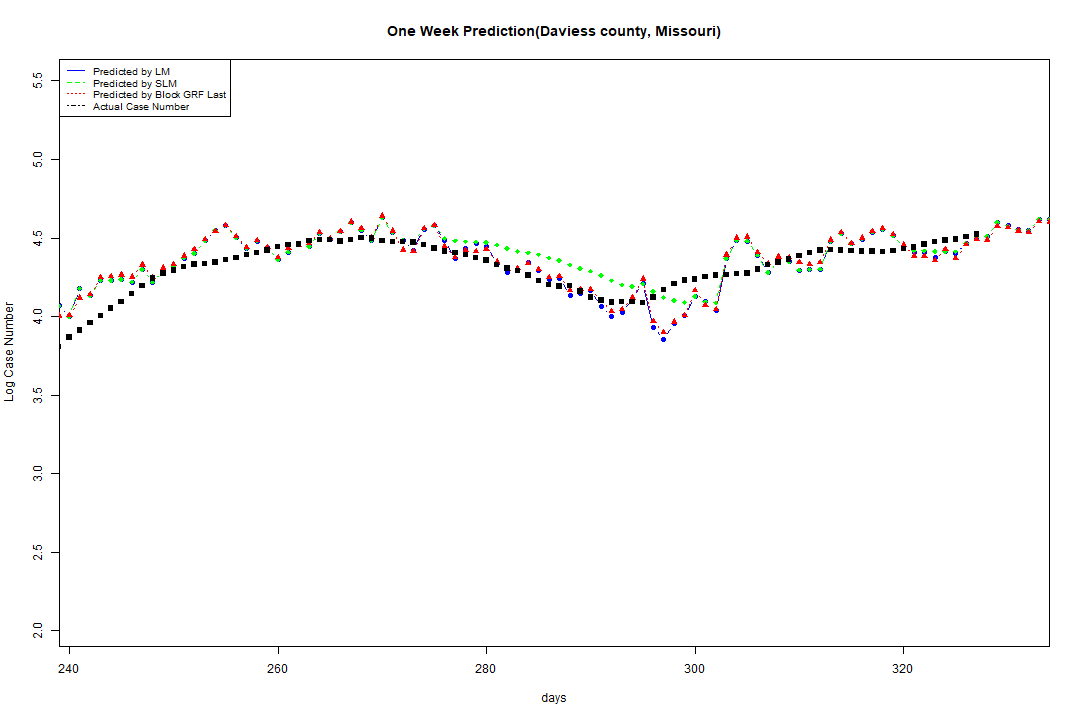 One Week Prediction(Daviess county, Missouri)
Predicted by LM
Predicted by SLM
Predicted by Block GRF Last
Actual Case Number
5.5
5.0
4.5
4.0
3.5
3.0
2.5
2.0
Log Case Number
240 260 280 300 320
days